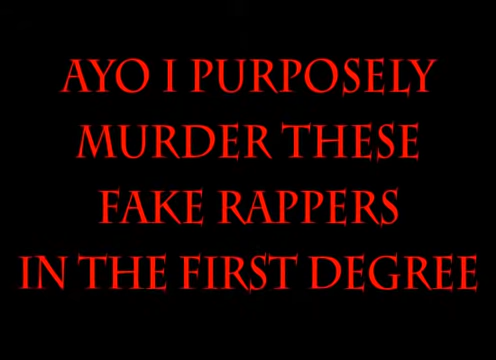 AYO I PURPOSELY
MURDER THESE
FAKE RAPPERS
IN THE FIRST DEGREE